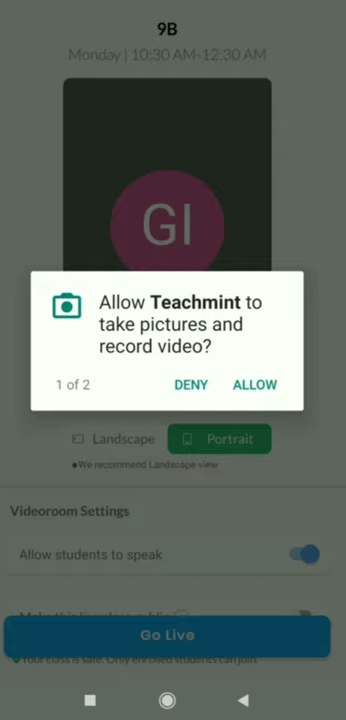 9B
Monday | 10:30 AM-12:30 AM
GI
Allow Teachmint to
take pictures and
record video?
1 of 2
DENY
ALLOW
Landscape
Portrait
•We recommend Landscape view
Videoroom Settings
Allow students to speak
Go Live
Your class is safe. Only enrolled students can join.